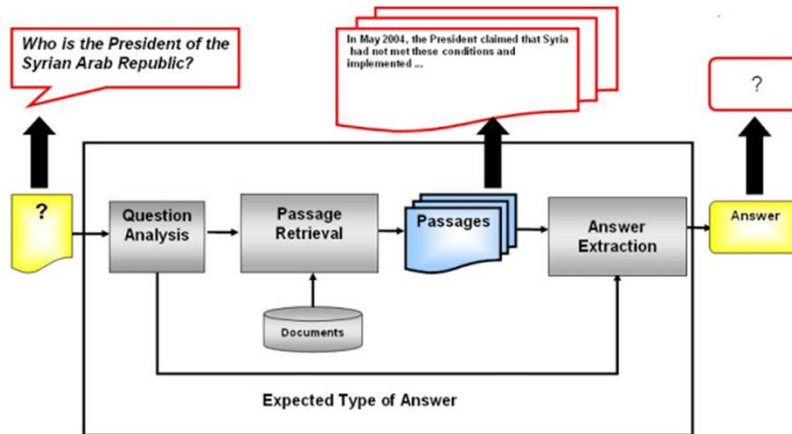 Who is the President of the
Syrian Arab Republic?
In May 2004, the President claimed that Syria
had not met these conditions and
implemented ...
?
?
Question
Analysis
Passage
Retrieval
Passages
Answer
Extraction
Answer
Documents
Expected Type of Answer